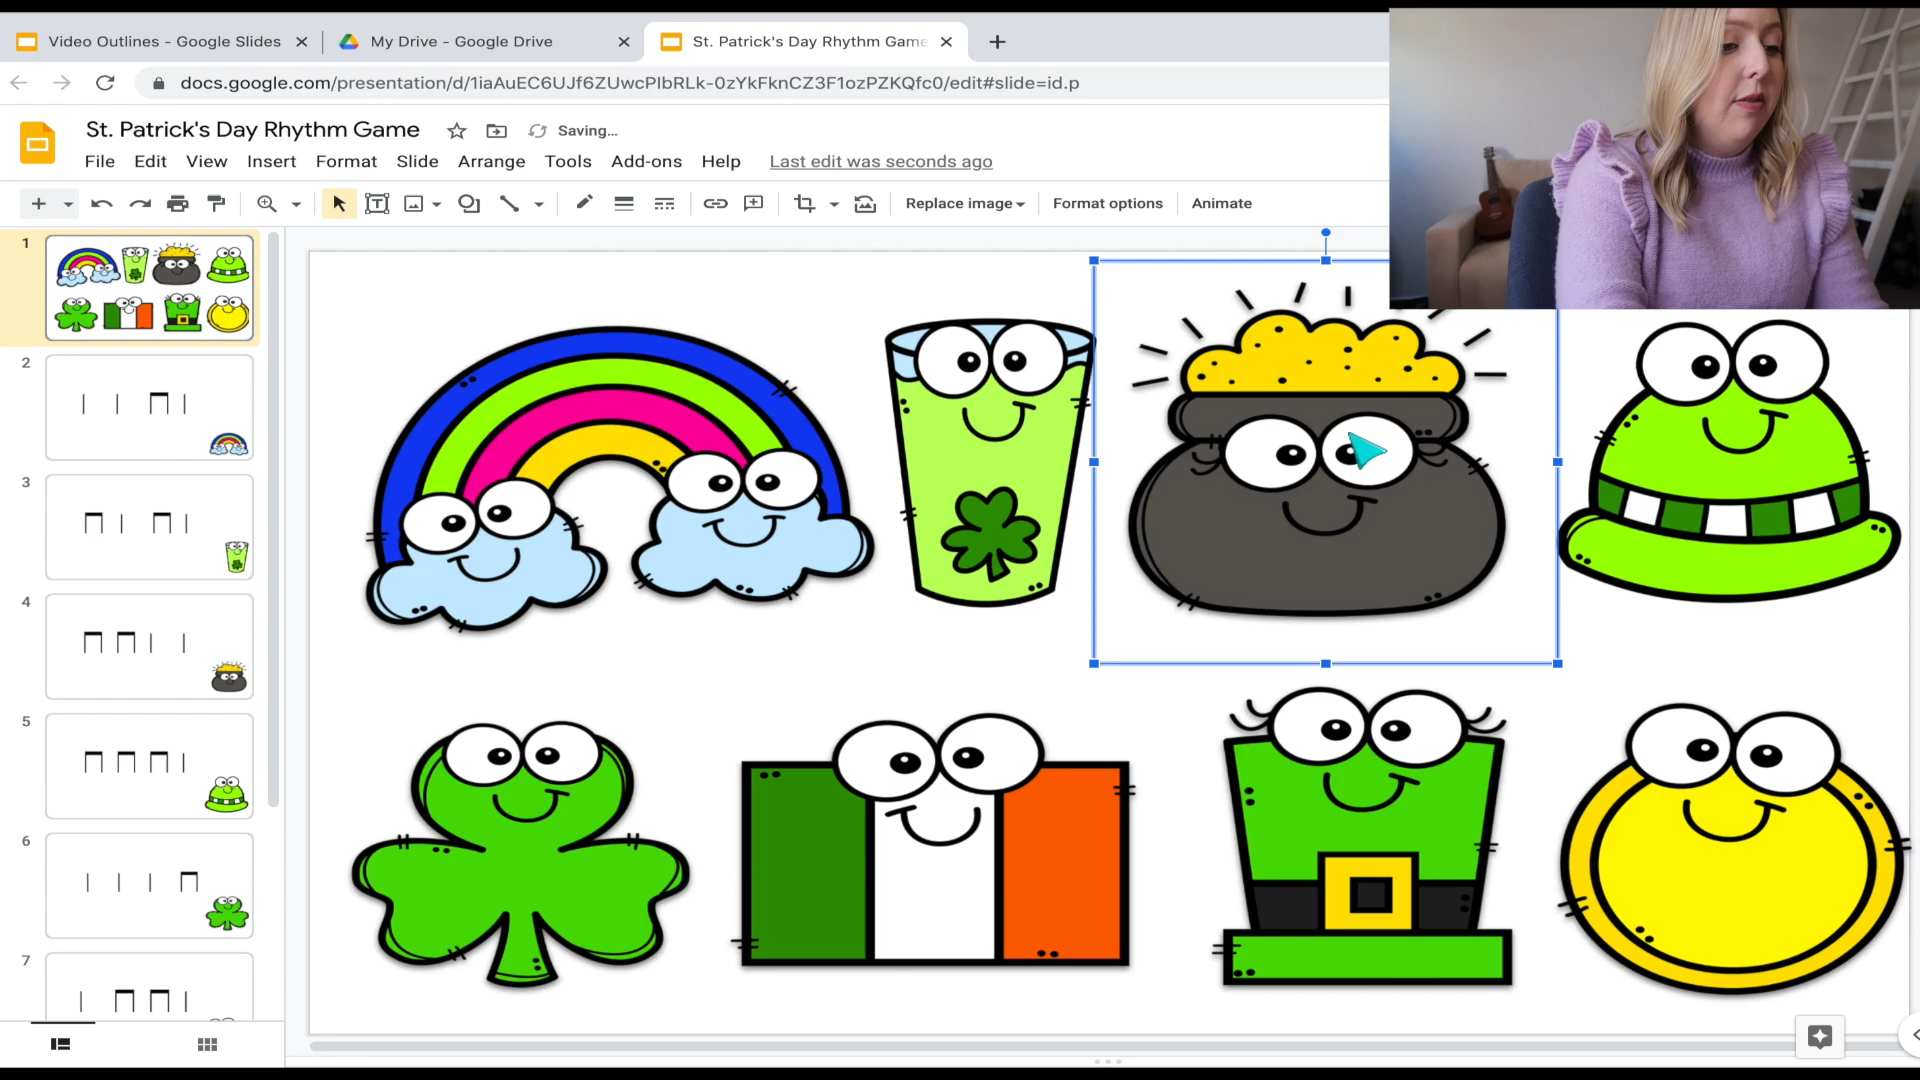 Video Outlines - Google Slides
My Drive - Google Drive
St. Patrick's Day Rhythm Game
docs.google.com/presentation/d/1iaAuEC6UJf6ZUwcPIbRLk-0zYkFknCZ3F1ozPZKQfc0/edit#slide=id.p
St. Patrick's Day Rhythm Game
Saving...
File Edit View Insert Format Slide Arrange Tools Add-ons Help Last edit was seconds ago
Replace image Format options Animate
1
2
3
4
5
6
7